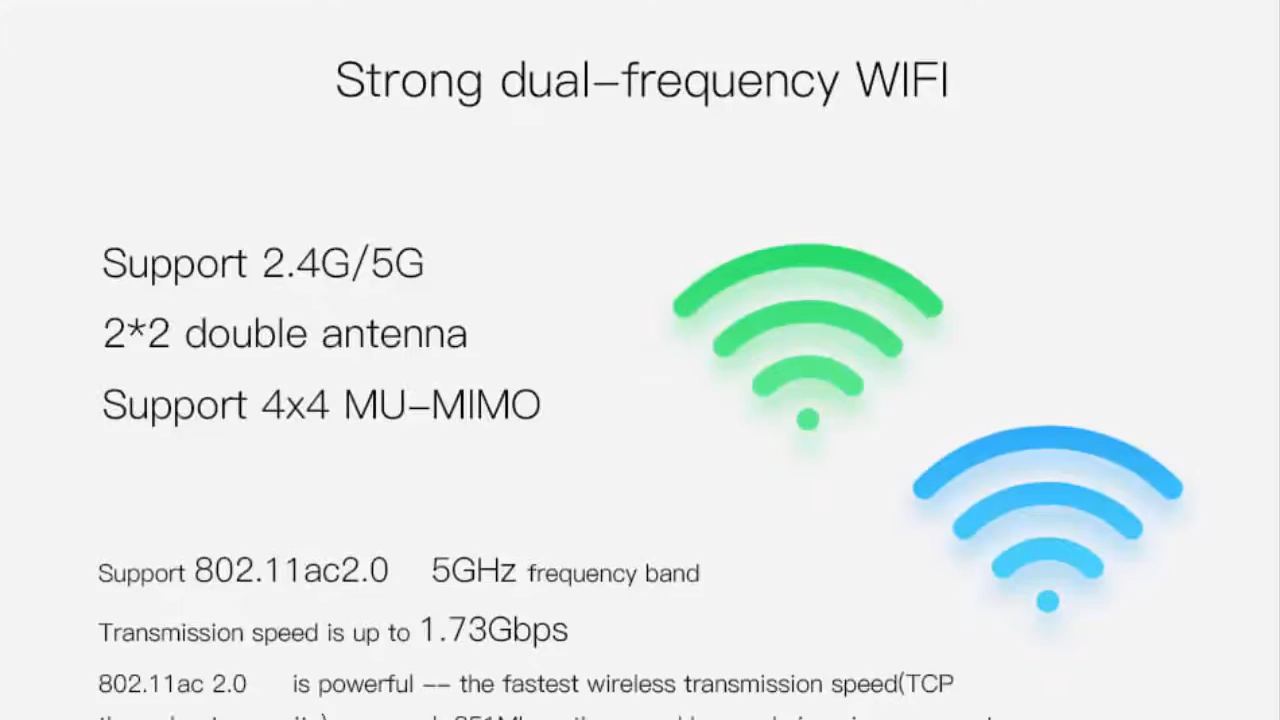 Strong dual-frequency WIFI
Support 2.4G/5G
2*2 double antenna
Support 4x4 MU-MIMO
Support 802.11ac2.0 5GHz frequency band
Transmission speed is up to 1.73Gbps
802.11ac 2.0 is powerful -- the fastest wireless transmission speed(TCP